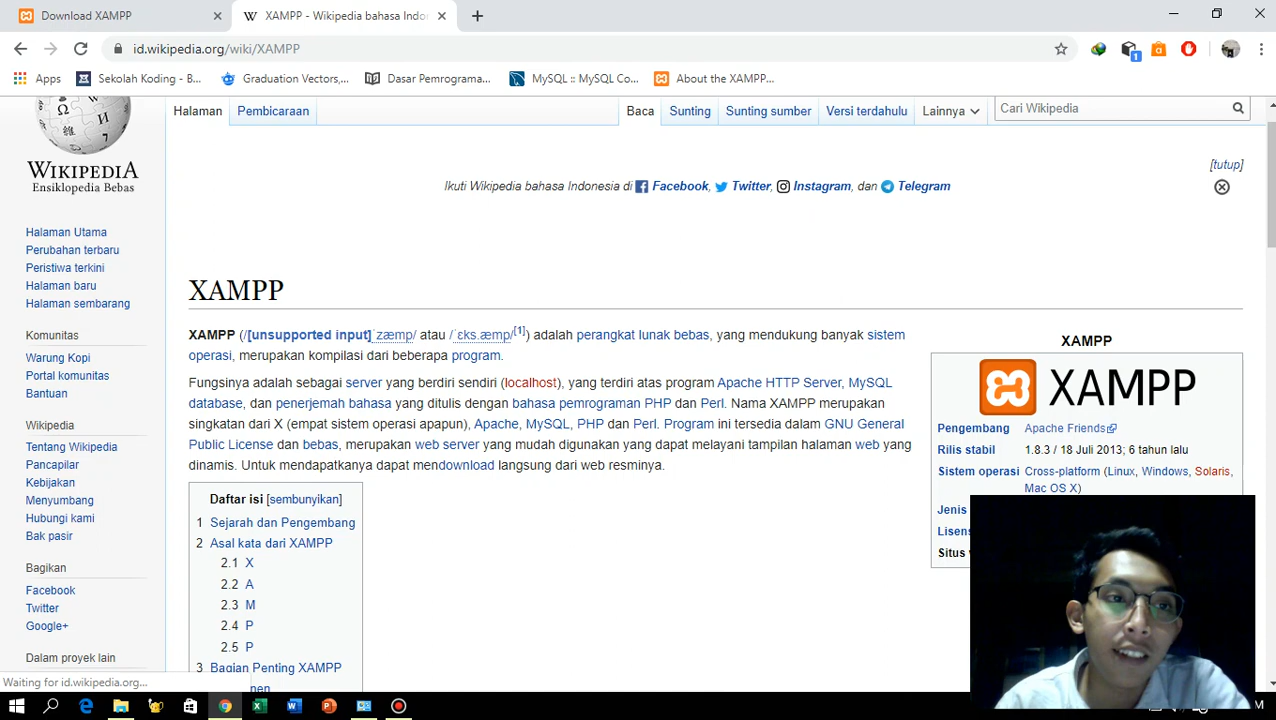 Download XAMPP
XAMPP - Wikipedia bahasa Indo
id.wikipedia.org/wiki/XAMPP
1
Apps
Sekolah Koding - B...
Graduation Vectors,...
Dasar Pemrograma...
MySQL :: MySQL Co...
About the XAMPP...
Halaman
Pembicaraan
Baca
Sunting
Sunting sumber
Versi terdahulu
Lainnya
Cari Wikipedia
WIKIPEDIA
Ensiklopedia Bebas
[tutup]
Ikuti Wikipedia bahasa Indonesia di Facebook, Twitter, Instagram, dan Telegram
Halaman Utama
Perubahan terbaru
Peristiwa terkini
Halaman baru
Halaman sembarang
Komunitas
Warung Kopi
Portal komunitas
Bantuan
Wikipedia
Tentang Wikipedia
Pancapilar
Kebijakan
Menyumbang
Hubungi kami
Bak pasir
Bagikan
Facebook
Twitter
Google+
Dalam proyek lain
Waiting for id.wikipedia.org...
XAMPP
XAMPP (/[unsupported input]ˈzæmp/ atau /ˈɛks.æmp/[1]) adalah perangkat lunak bebas, yang mendukung banyak sistem
operasi, merupakan kompilasi dari beberapa program.
Fungsinya adalah sebagai server yang berdiri sendiri (localhost), yang terdiri atas program Apache HTTP Server, MySQL
database, dan penerjemah bahasa yang ditulis dengan bahasa pemrograman PHP dan Perl. Nama XAMPP merupakan
singkatan dari X (empat sistem operasi apapun), Apache, MySQL, PHP dan Perl. Program ini tersedia dalam GNU General
Public License dan bebas, merupakan web server yang mudah digunakan yang dapat melayani tampilan halaman web yang
dinamis. Untuk mendapatkanya dapat mendownload langsung dari web resminya.
Daftar isi [sembunyikan]
1 Sejarah dan Pengembang
2 Asal kata dari XAMPP
2.1 X
2.2 A
2.3 M
2.4 P
2.5 P
3 Bagian Penting XAMPP
nen
XAMPP
XAMPP
Pengembang Apache Friends
Rilis stabil 1.8.3 / 18 Juli 2013; 6 tahun lalu
Sistem operasi Cross-platform (Linux, Windows, Solaris,
Mac OS X)
Jenis
Lisens
Situs